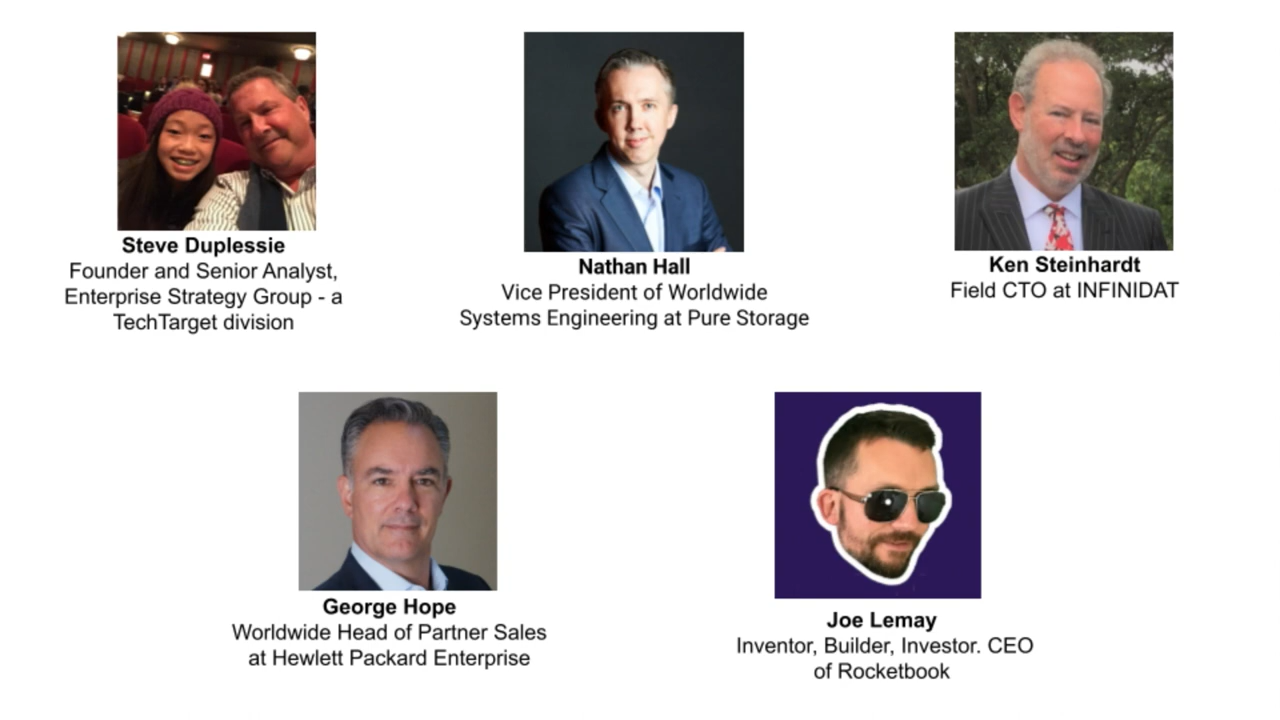 Steve Duplessie
Founder and Senior Analyst,
Enterprise Strategy Group - a
TechTarget division
Nathan Hall
Vice President of Worldwide
Systems Engineering at Pure Storage
Ken Steinhardt
Field CTO at INFINIDAT
George Hope
Worldwide Head of Partner Sales
at Hewlett Packard Enterprise
Joe Lemay
Inventor, Builder, Investor. CEO
of Rocketbook